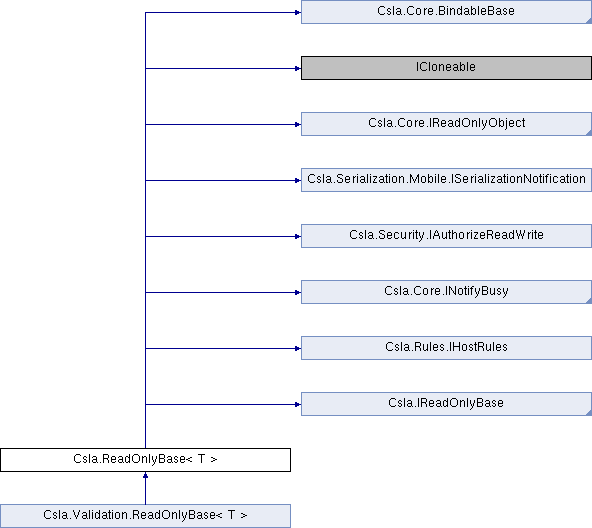 Csla.Core.BindableBase
ICloneable
Csla.Core.IReadOnlyObject
Csla.Serialization.Mobile.ISerializationNotification
Csla.Security.IAuthorizeReadWrite
Csla.Core.INotifyBusy
Csla.Rules.IHostRules
Csla.IReadOnlyBase
Csla.ReadOnlyBase< T >
Csla.Validation.ReadOnlyBase< T >